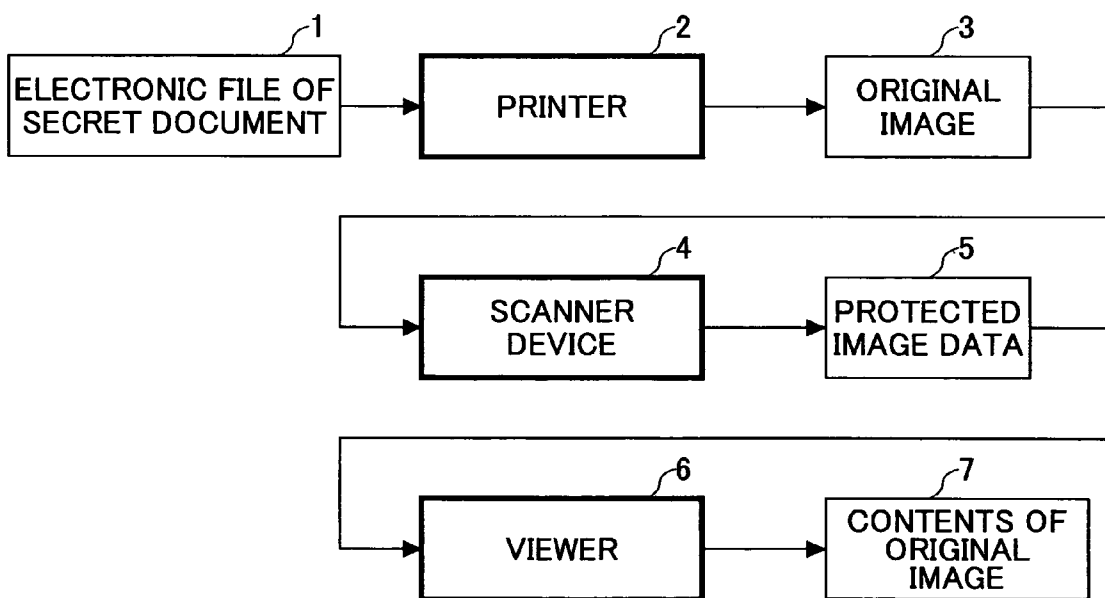 1
ELECTRONIC FILE OF
SECRET DOCUMENT
2
PRINTER
3
ORIGINAL
IMAGE
4
SCANNER
DEVICE
5
PROTECTED
IMAGE DATA
6
VIEWER
7
CONTENTS OF
ORIGINAL
IMAGE